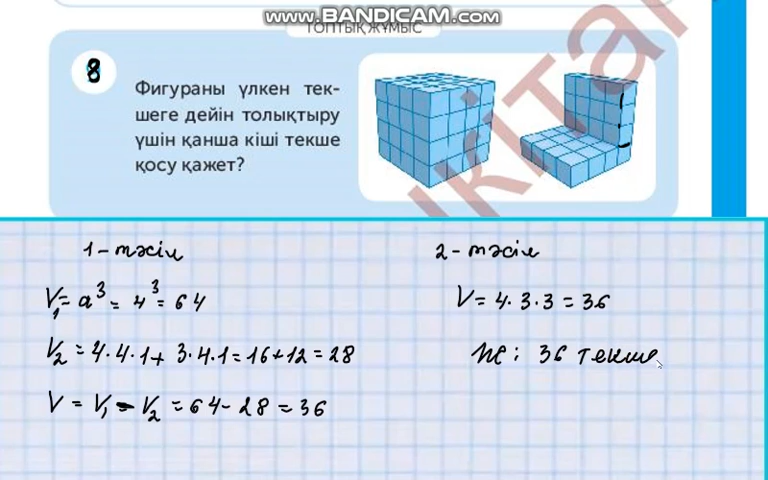 www.BANDICAM.com
ТОПТЫҚ ЖҰМЫС
8
Фигураны үлкен тек-
шеге дейін толықтыру
үшін қанша кіші текше
қосу қажет?
кітап
1-тәсіл
V₁ = a³ = 4³ = 64
V₂ = 4·4·1 + 3·4·1 = 16 + 12 = 28
V = V₁ - V₂ = 64 - 28 = 36
2-тәсіл
V = 4·3·3 = 36
Ж: 36 текше